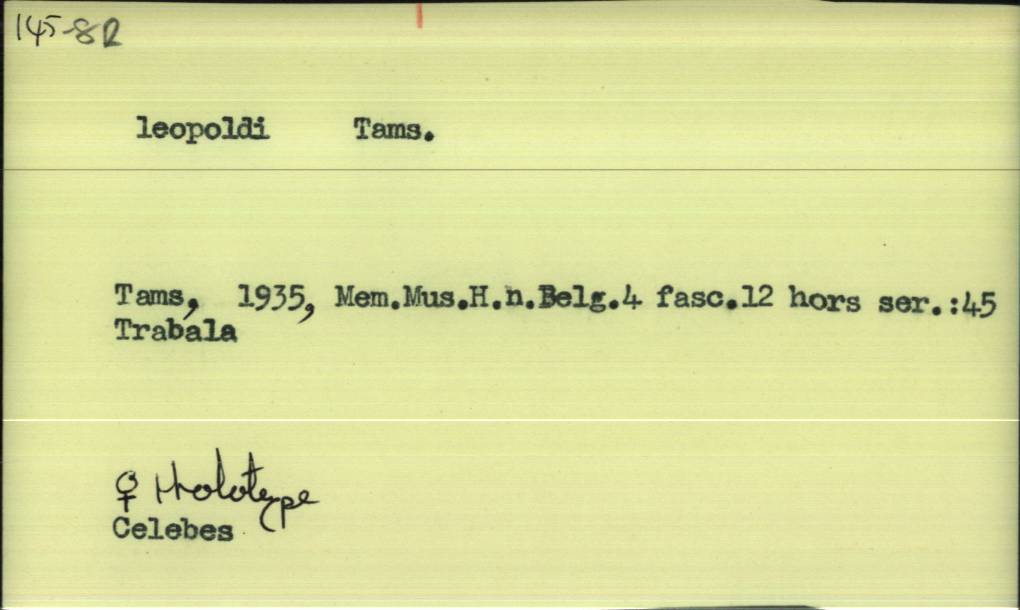 145-82
leopoldi Tams.
Tams, 1935, Mem.Mus.H.n.Belg.4 fasc.12 hors ser.:45
Trabala
♀ Holotype
Celebes